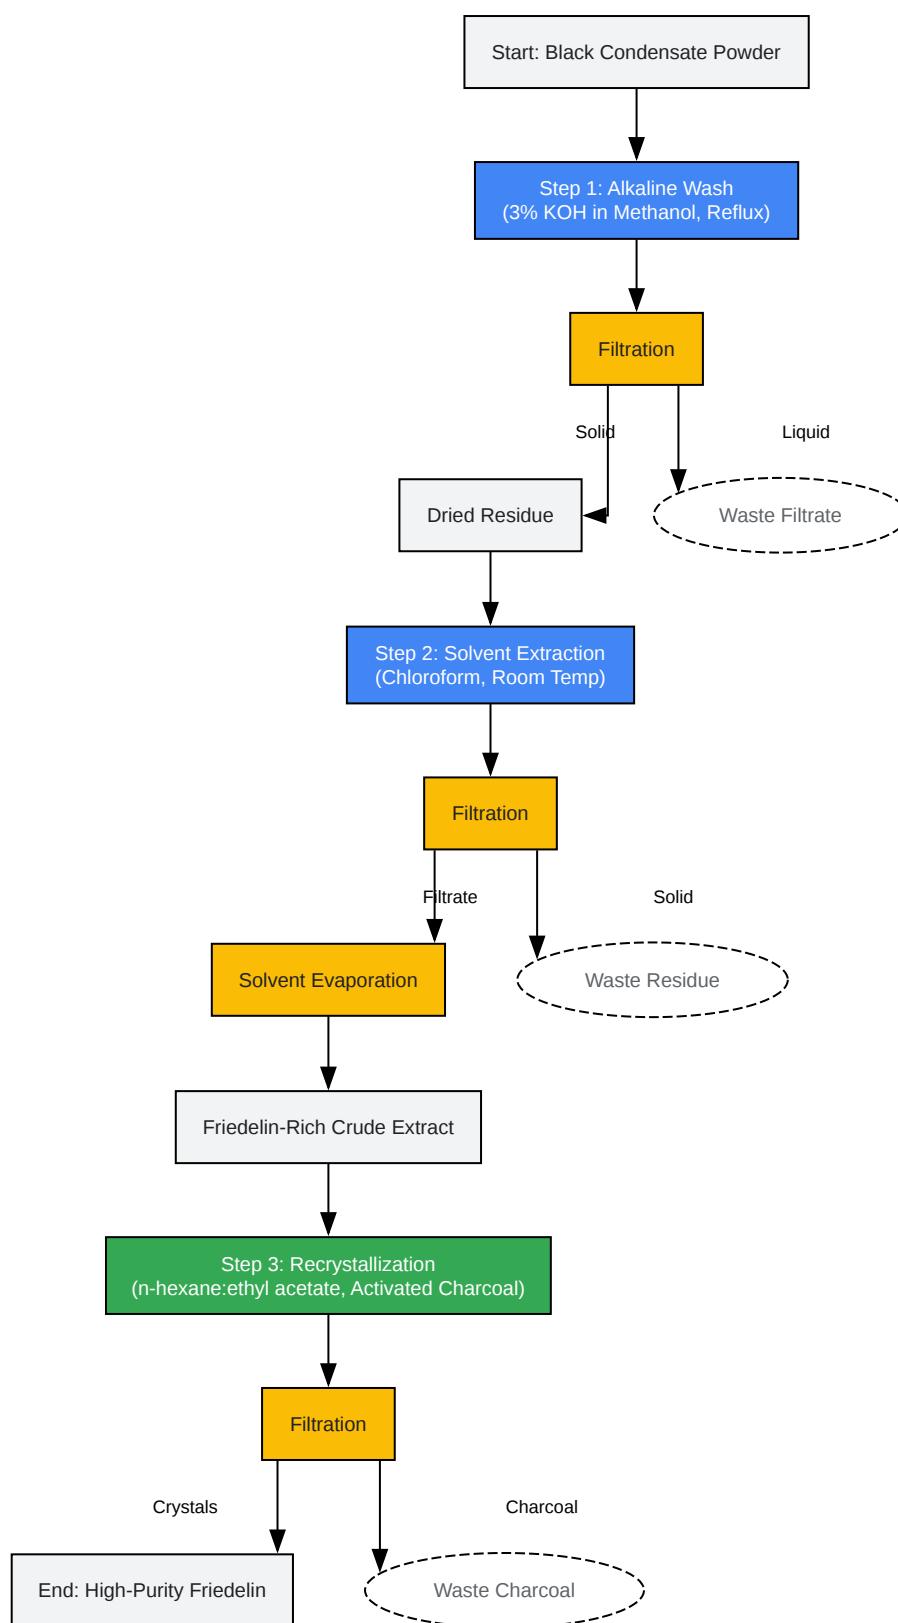 Start: Black Condensate Powder
Step 1: Alkaline Wash
(3% KOH in Methanol, Reflux)
Filtration
Solid
Liquid
Dried Residue
Waste Filtrate
Step 2: Solvent Extraction
(Chloroform, Room Temp)
Filtration
Filtrate
Solid
Solvent Evaporation
Waste Residue
Friedelin-Rich Crude Extract
Step 3: Recrystallization
(n-hexane:ethyl acetate, Activated Charcoal)
Filtration
Crystals
Charcoal
End: High-Purity Friedelin
Waste Charcoal